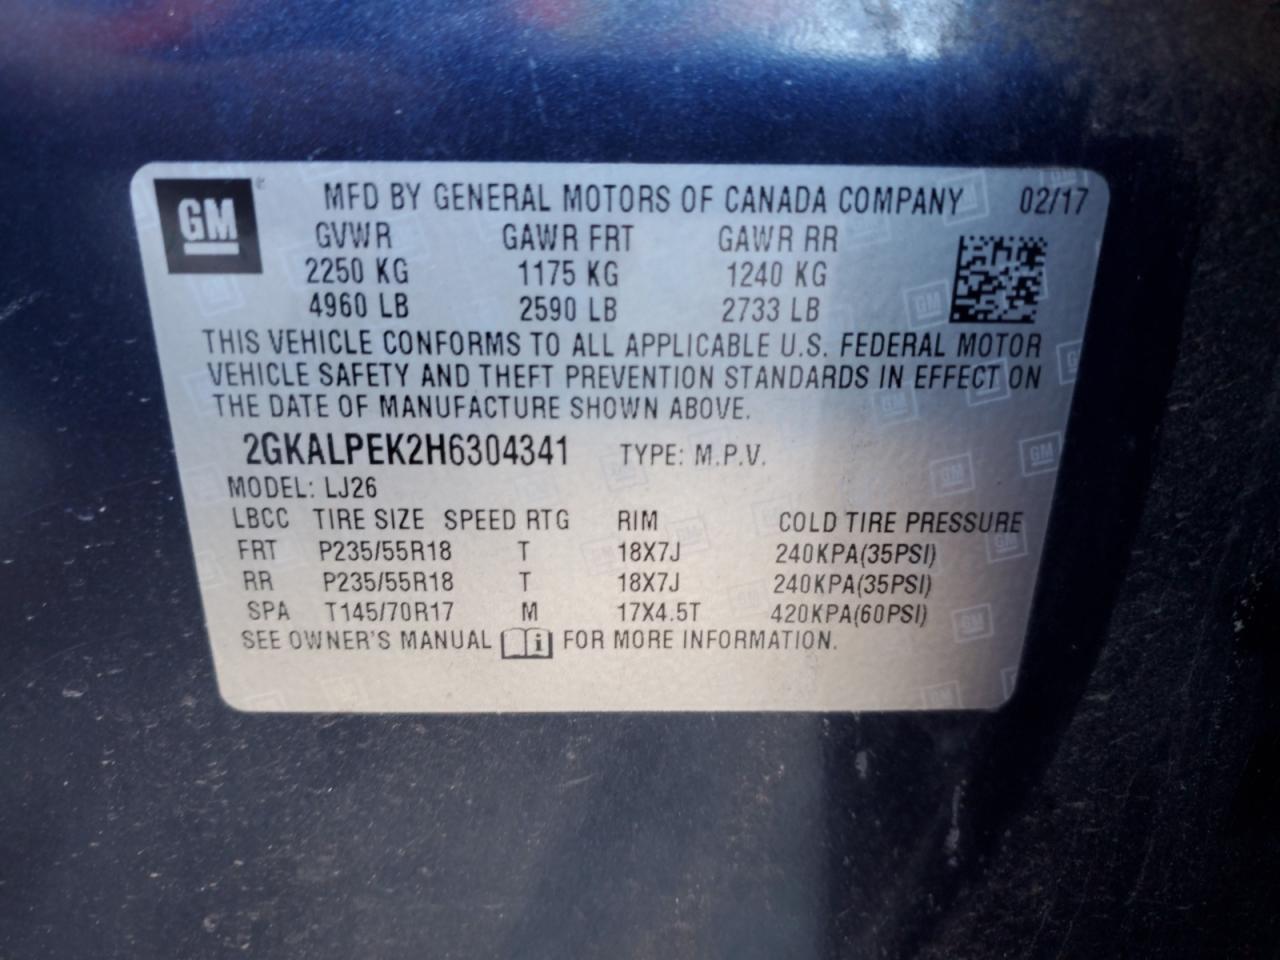 GM® MFD BY GENERAL MOTORS OF CANADA COMPANY 02/17
GVWR GAWR FRT GAWR RR
2250 KG 1175 KG 1240 KG
4960 LB 2590 LB 2733 LB
THIS VEHICLE CONFORMS TO ALL APPLICABLE U.S. FEDERAL MOTOR
VEHICLE SAFETY AND THEFT PREVENTION STANDARDS IN EFFECT ON
THE DATE OF MANUFACTURE SHOWN ABOVE.
2GKALPEK2H6304341 TYPE: M.P.V.
MODEL: LJ26
LBCC TIRE SIZE SPEED RTG RIM COLD TIRE PRESSURE
FRT P235/55R18 T 18X7J 240KPA(35PSI)
RR P235/55R18 T 18X7J 240KPA(35PSI)
SPA T145/70R17 M 17X4.5T 420KPA(60PSI)
SEE OWNER'S MANUAL i FOR MORE INFORMATION.